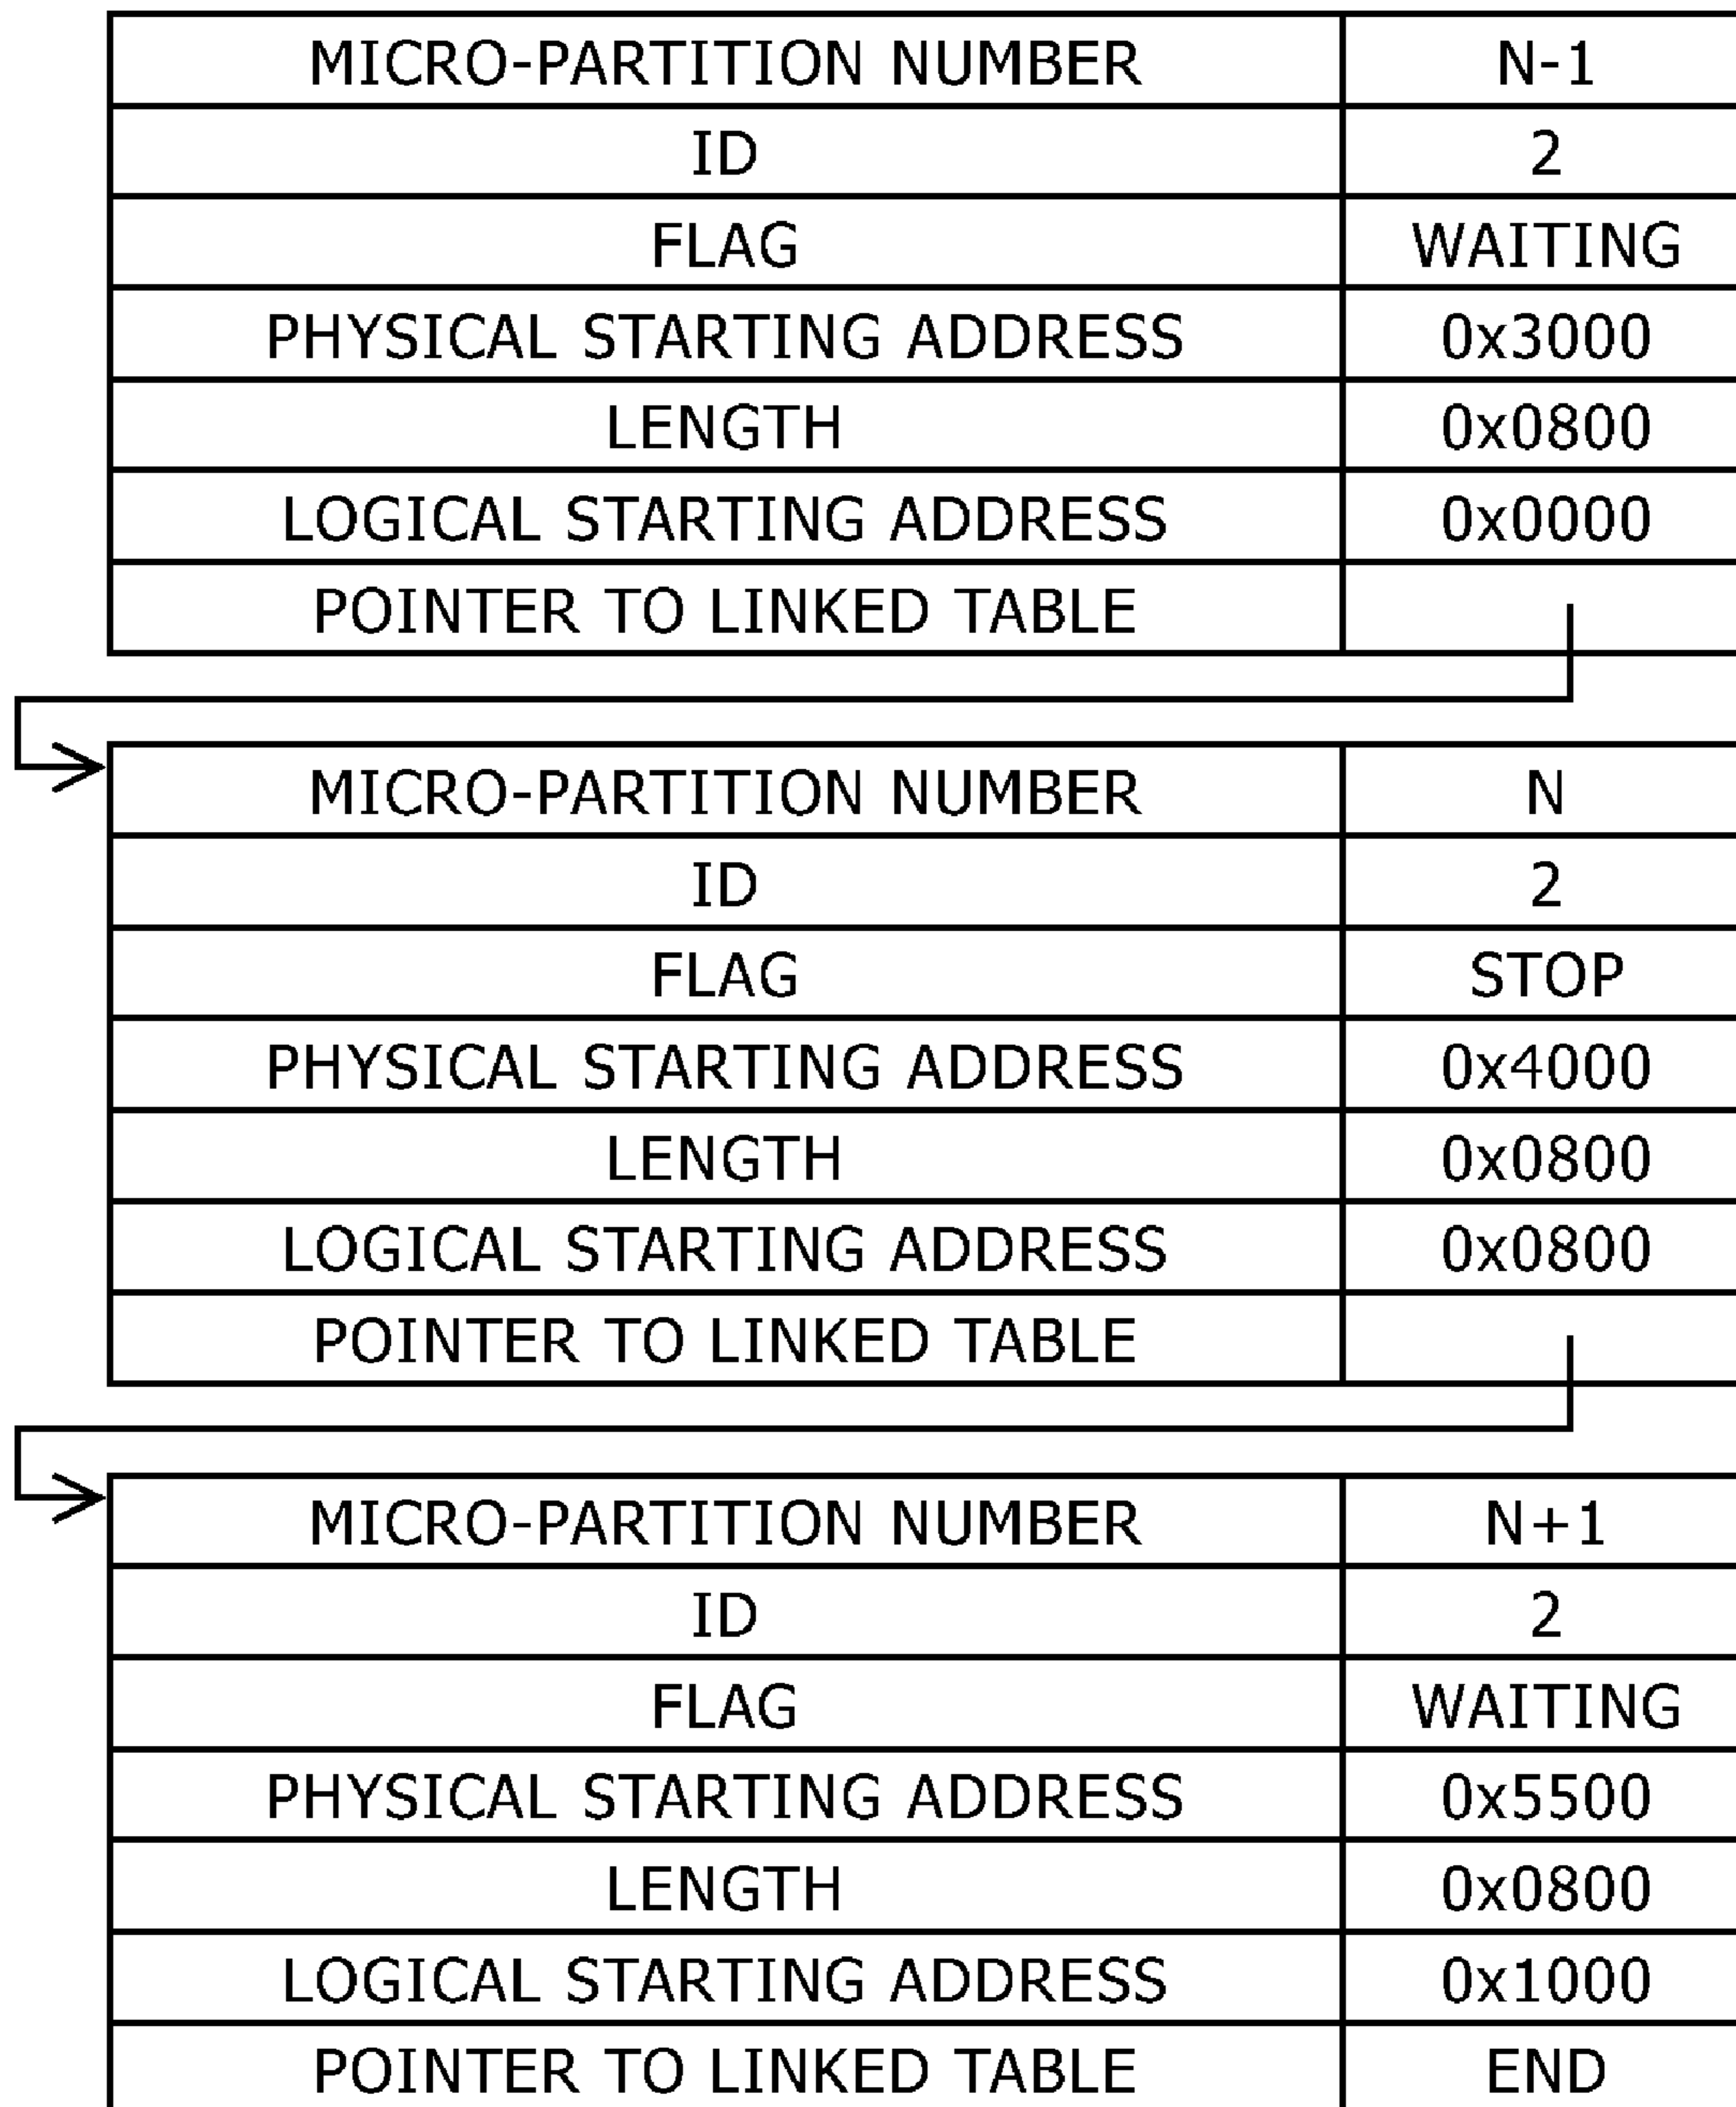 MICRO-PARTITION NUMBER N-1
ID 2
FLAG WAITING
PHYSICAL STARTING ADDRESS 0x3000
LENGTH 0x0800
LOGICAL STARTING ADDRESS 0x0000
POINTER TO LINKED TABLE
MICRO-PARTITION NUMBER N
ID 2
FLAG STOP
PHYSICAL STARTING ADDRESS 0x4000
LENGTH 0x0800
LOGICAL STARTING ADDRESS 0x0800
POINTER TO LINKED TABLE
MICRO-PARTITION NUMBER N+1
ID 2
FLAG WAITING
PHYSICAL STARTING ADDRESS 0x5500
LENGTH 0x0800
LOGICAL STARTING ADDRESS 0x1000
POINTER TO LINKED TABLE END